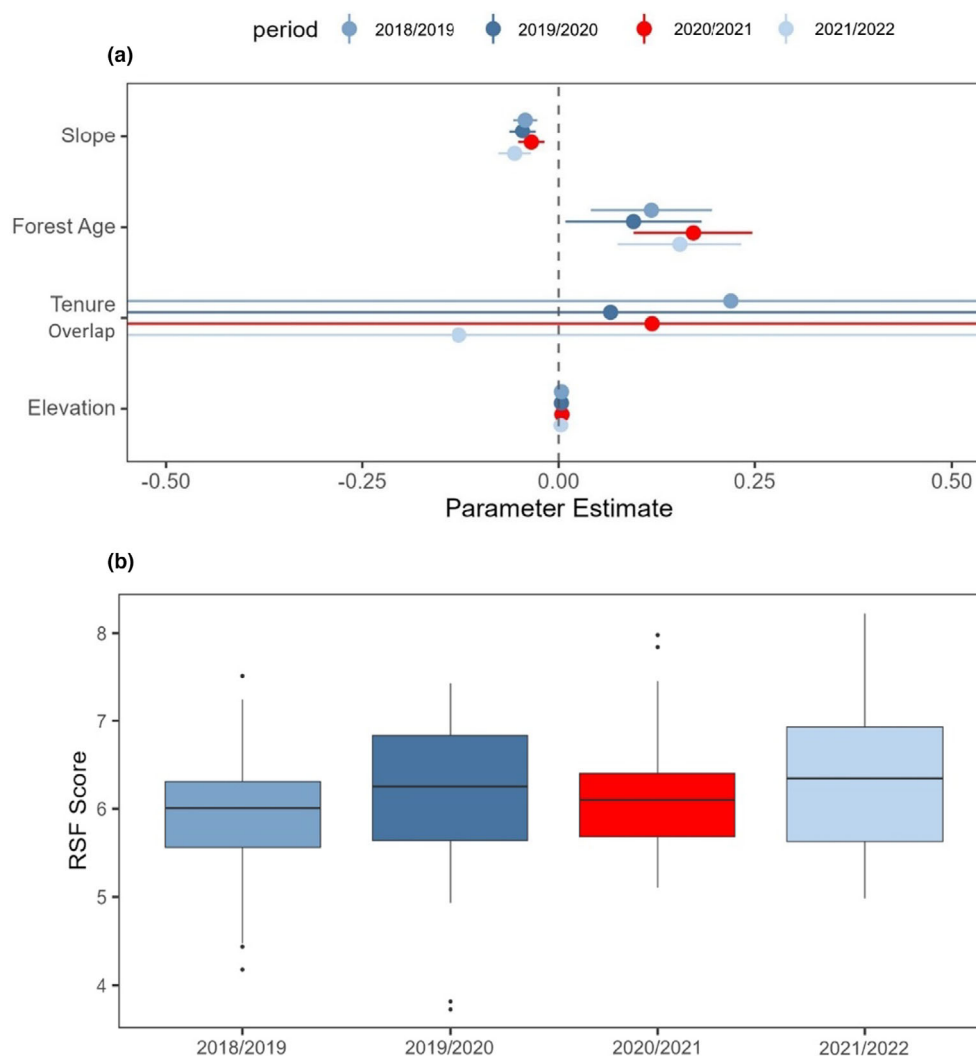 period 2018/2019 2019/2020 2020/2021 2021/2022
(a)
Slope
Forest Age
Tenure
Overlap
Elevation
-0.50 -0.25 0.00 0.25 0.50
Parameter Estimate
(b)
RSF Score
8
7
6
5
4
2018/2019 2019/2020 2020/2021 2021/2022